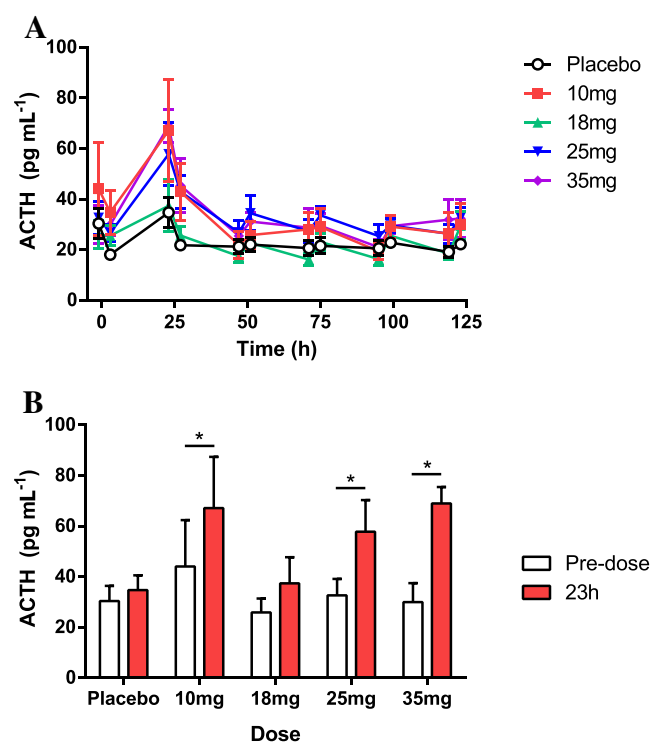 A
ACTH (pg mL⁻¹)
100
80
60
40
20
0
0 25 50 75 100 125
Time (h)
Placebo
10mg
18mg
25mg
35mg
B
ACTH (pg mL⁻¹)
100
80
60
40
20
0
* * *
Placebo 10mg 18mg 25mg 35mg
Dose
Pre-dose
23h